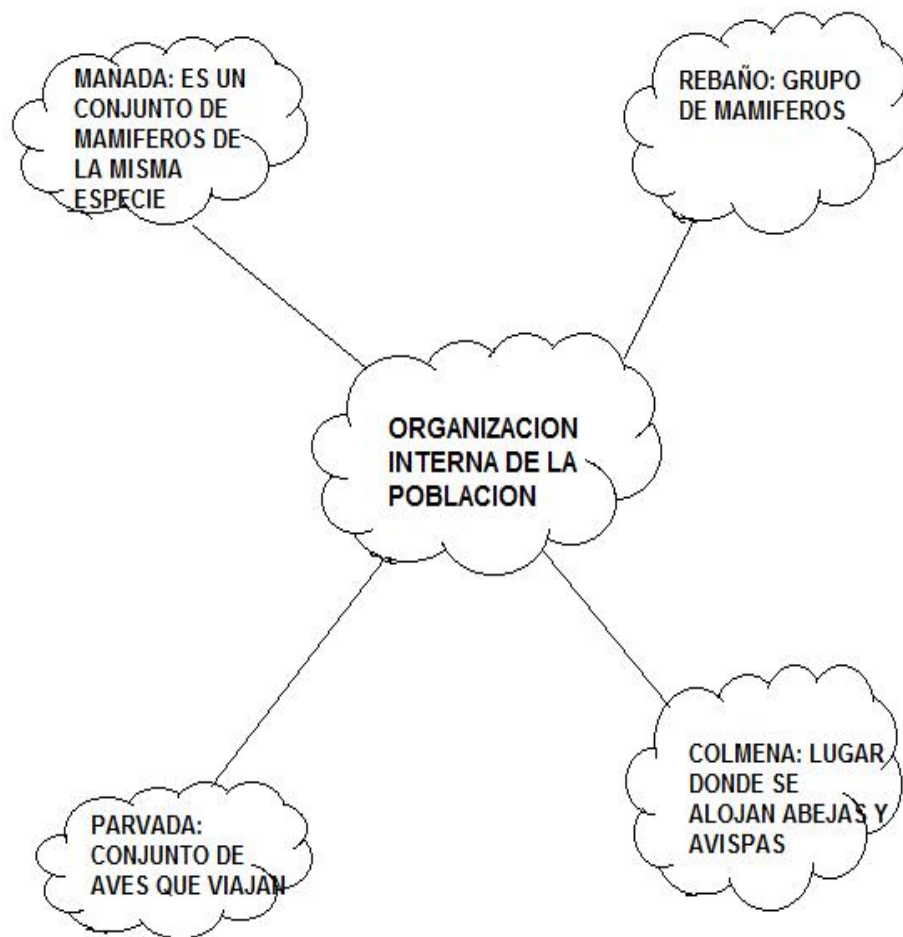 MANADA: ES UN
CONJUNTO DE
MAMIFEROS DE
LA MISMA
ESPECIE
REBAÑO: GRUPO
DE MAMIFEROS
ORGANIZACION
INTERNA DE LA
POBLACION
COLMENA: LUGAR
DONDE SE
ALOJAN ABEJAS Y
AVISPAS
PARVADA:
CONJUNTO DE
AVES QUE VIAJAN